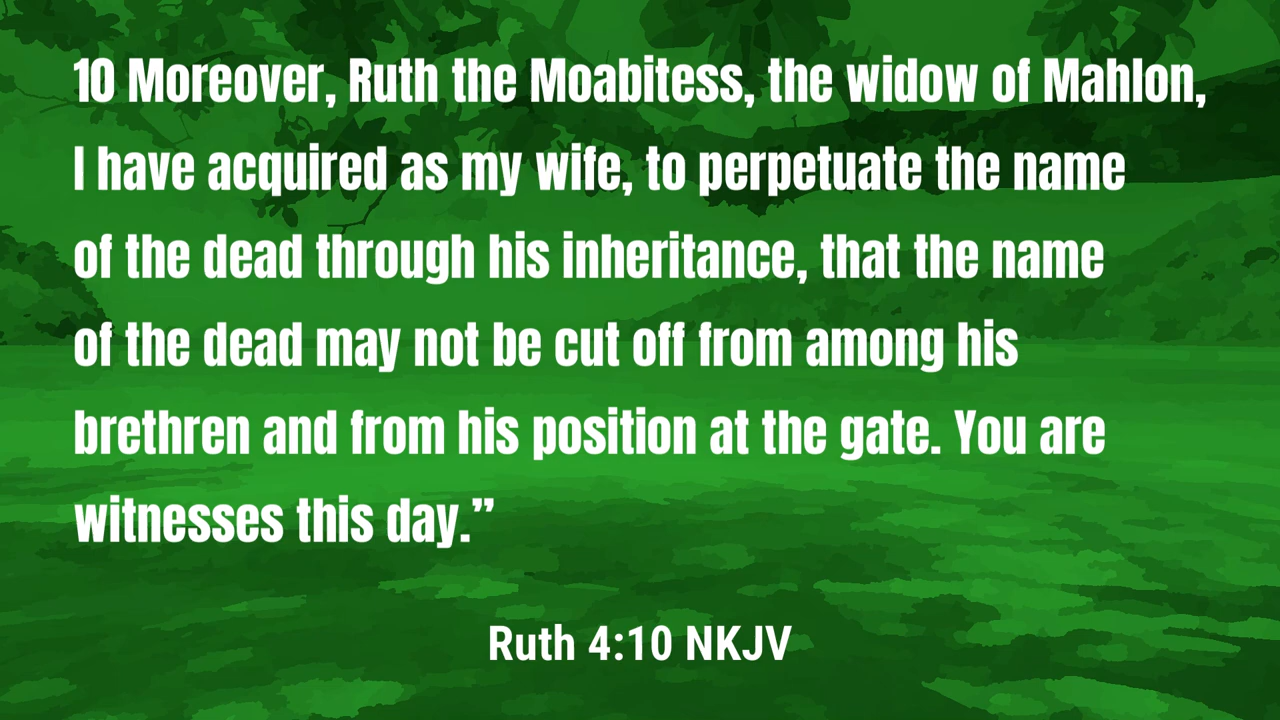 10 Moreover, Ruth the Moabitess, the widow of Mahlon,
I have acquired as my wife, to perpetuate the name
of the dead through his inheritance, that the name
of the dead may not be cut off from among his
brethren and from his position at the gate. You are
witnesses this day.”
Ruth 4:10 NKJV